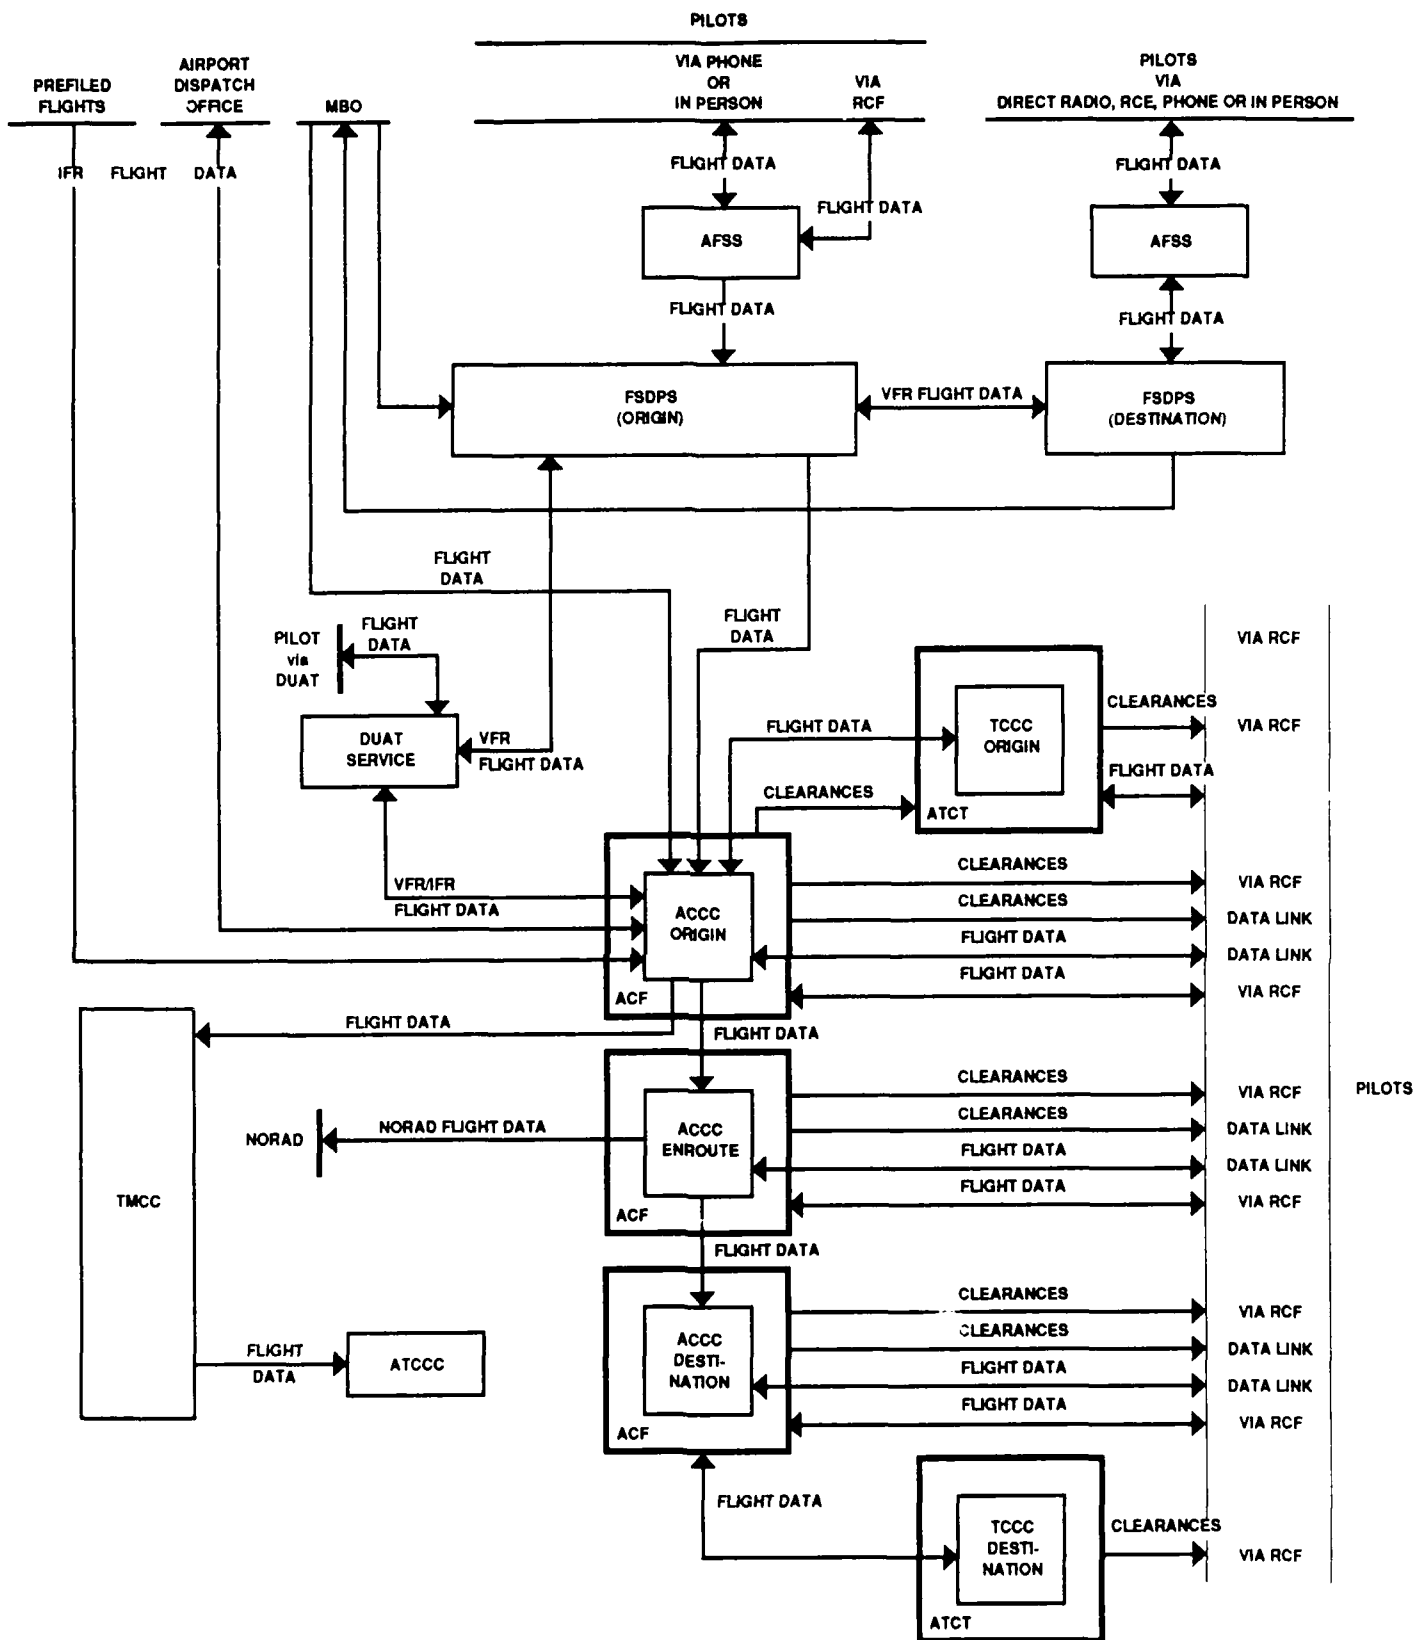 PILOTS
PREFILED
FLIGHTS
AIRPORT
DISPATCH
OFFICE
MBO
VIA PHONE
OR
IN PERSON
VIA
RCF
PILOTS
VIA
DIRECT RADIO, RCE, PHONE OR IN PERSON
IFR FLIGHT DATA
FLIGHT DATA
FLIGHT DATA
FLIGHT DATA
AFSS
AFSS
FLIGHT DATA
FLIGHT DATA
FSDPS
(ORIGIN)
VFR FLIGHT DATA
FSDPS
(DESTINATION)
FLIGHT
DATA
FLIGHT
DATA
FLIGHT
DATA
PILOT
via
DUAT
DUAT
SERVICE
VFR
FLIGHT DATA
VIA RCF
FLIGHT DATA
TCCC
ORIGIN
CLEARANCES
VIA RCF
FLIGHT DATA
CLEARANCES
ATCT
VFR/IFR
FLIGHT DATA
ACCC
ORIGIN
ACF
CLEARANCES
VIA RCF
CLEARANCES
DATA LINK
FLIGHT DATA
DATA LINK
FLIGHT DATA
VIA RCF
FLIGHT DATA
FLIGHT DATA
TMCC
NORAD
NORAD FLIGHT DATA
ACCC
ENROUTE
ACF
CLEARANCES
VIA RCF
CLEARANCES
DATA LINK
FLIGHT DATA
DATA LINK
FLIGHT DATA
VIA RCF
PILOTS
FLIGHT DATA
ACCC
DESTI-
NATION
ACF
CLEARANCES
VIA RCF
CLEARANCES
DATA LINK
FLIGHT DATA
DATA LINK
FLIGHT DATA
VIA RCF
FLIGHT
DATA
ATCCC
FLIGHT DATA
TCCC
DESTI-
NATION
ATCT
CLEARANCES
VIA RCF